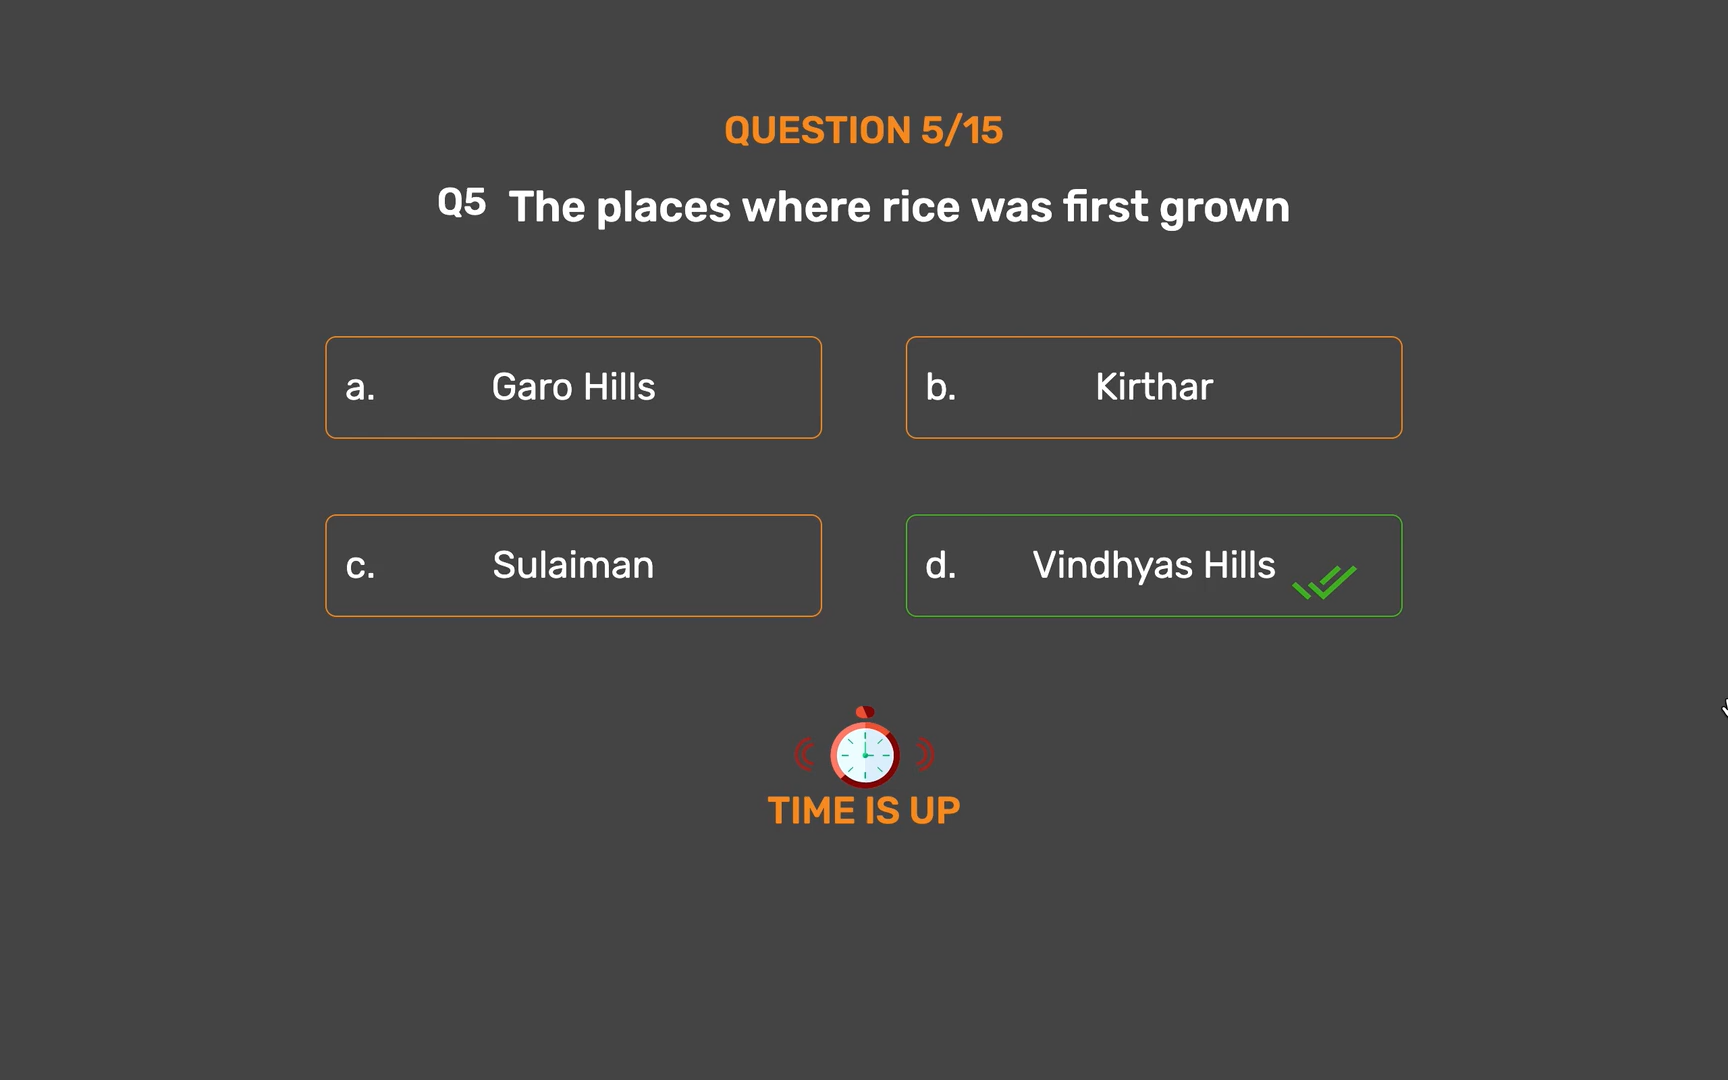 QUESTION 5/15
Q5 The places where rice was first grown
a. Garo Hills
b. Kirthar
c. Sulaiman
d. Vindhyas Hills
TIME IS UP